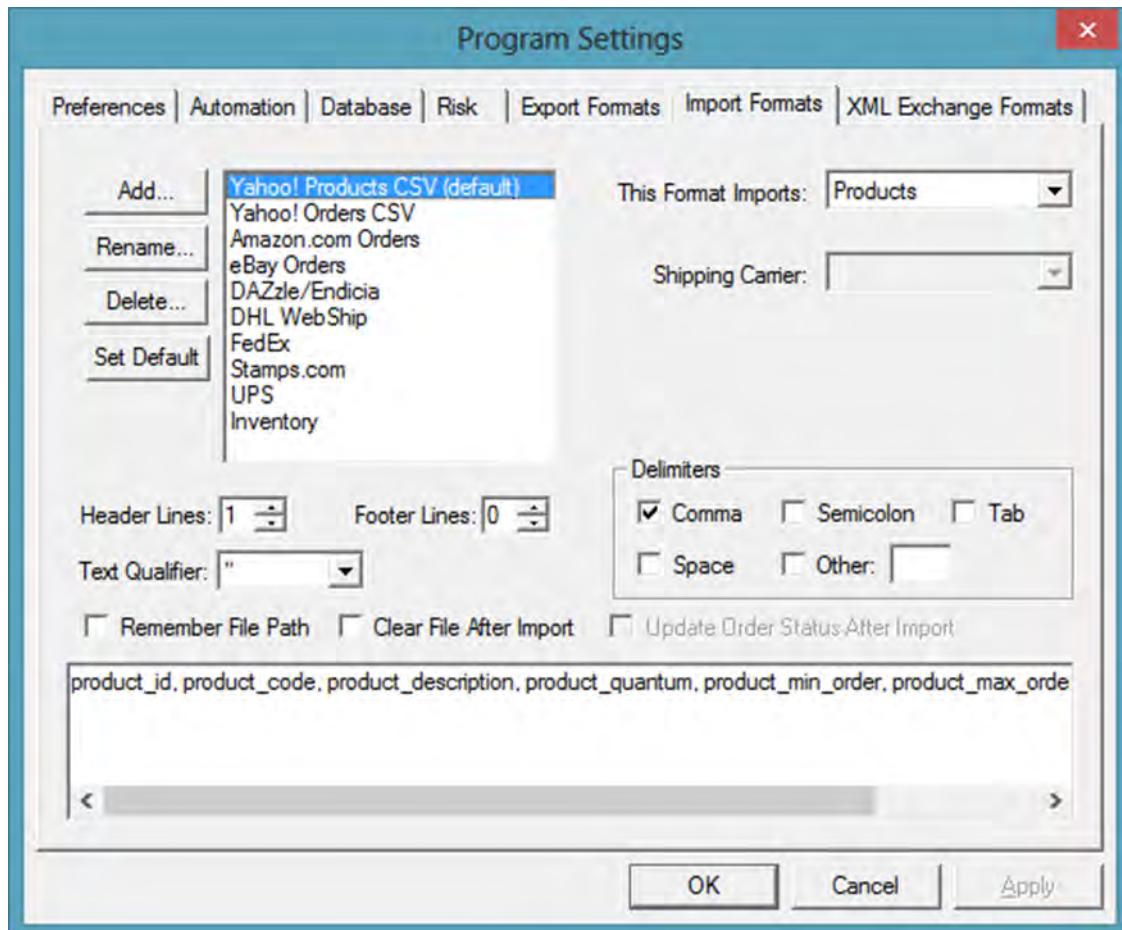 Program Settings
Preferences Automation Database Risk Export Formats Import Formats XML Exchange Formats
Add...
Rename...
Delete...
Set Default
Yahoo! Products CSV (default)
Yahoo! Orders CSV
Amazon.com Orders
eBay Orders
DAZzle/Endicia
DHL WebShip
FedEx
Stamps.com
UPS
Inventory
This Format Imports: Products
Shipping Carrier:
Header Lines: 1 Footer Lines: 0
Text Qualifier: "
Delimiters
Comma Semicolon Tab
Space Other:
Remember File Path Clear File After Import Update Order Status After Import
product_id, product_code, product_description, product_quantum, product_min_order, product_max_orde
OK Cancel Apply